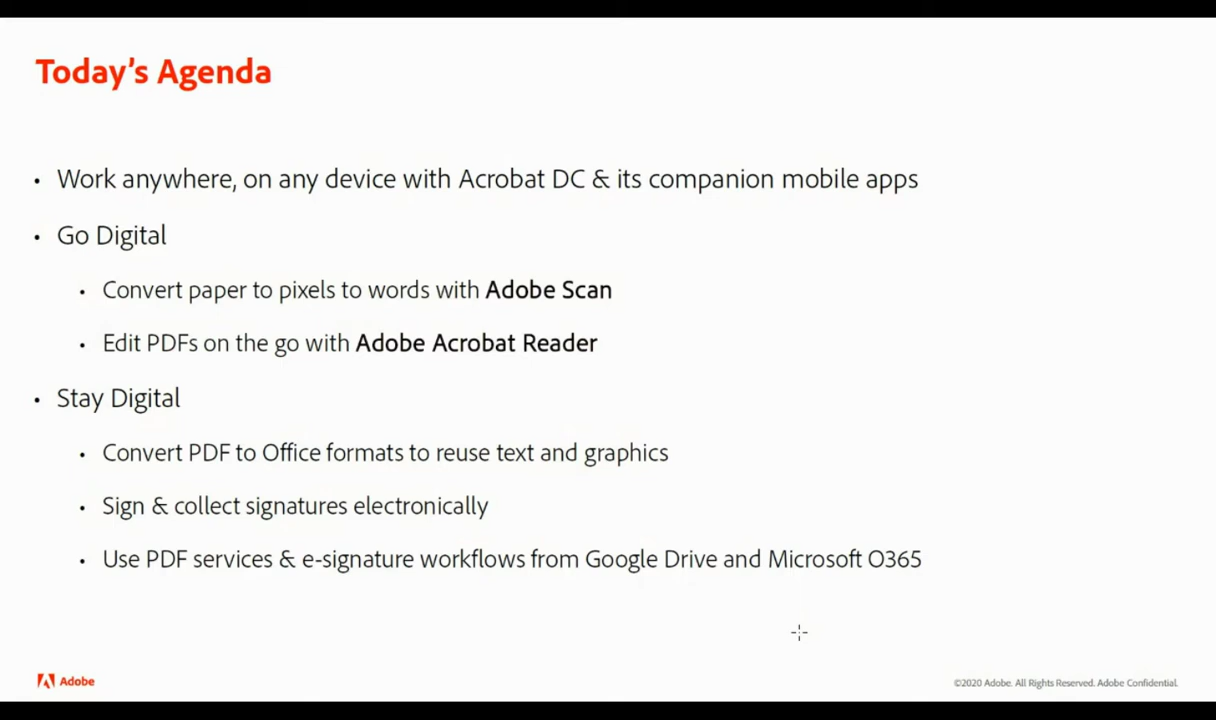 Today's Agenda
• Work anywhere, on any device with Acrobat DC & its companion mobile apps
• Go Digital
• Convert paper to pixels to words with Adobe Scan
• Edit PDFs on the go with Adobe Acrobat Reader
• Stay Digital
• Convert PDF to Office formats to reuse text and graphics
• Sign & collect signatures electronically
• Use PDF services & e-signature workflows from Google Drive and Microsoft O365
Adobe
©2020 Adobe. All Rights Reserved. Adobe Confidential.